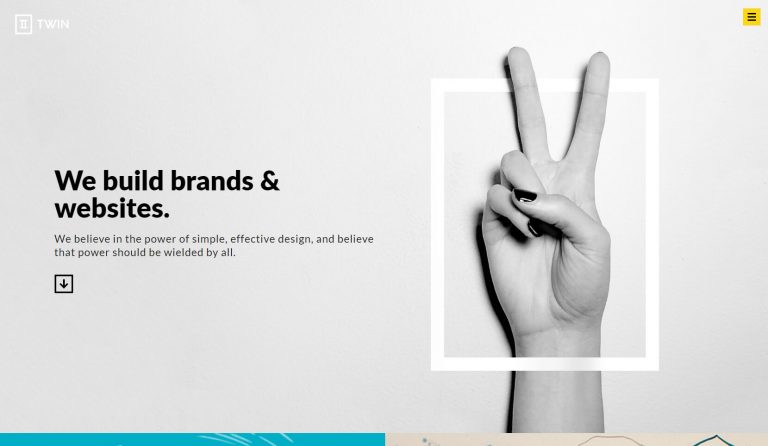 TWIN
We build brands &
websites.
We believe in the power of simple, effective design, and believe
that power should be wielded by all.